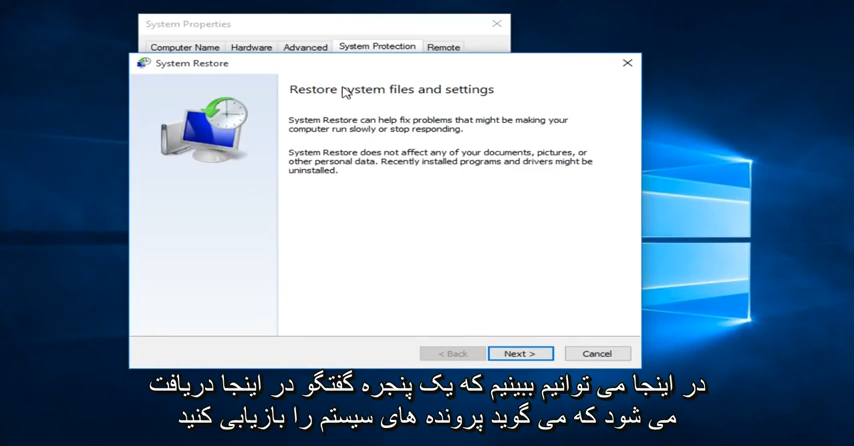 System Properties
Computer Name Hardware Advanced System Protection Remote
System Restore
Restore system files and settings
System Restore can help fix problems that might be making your
computer run slowly or stop responding.
System Restore does not affect any of your documents, pictures, or
other personal data. Recently installed programs and drivers might be
uninstalled.
< Back Next > Cancel
در اینجا می توانیم ببینیم که یک پنجره گفتگو در اینجا دریافت
می شود که می گوید پرونده های سیستم را بازیابی کنید